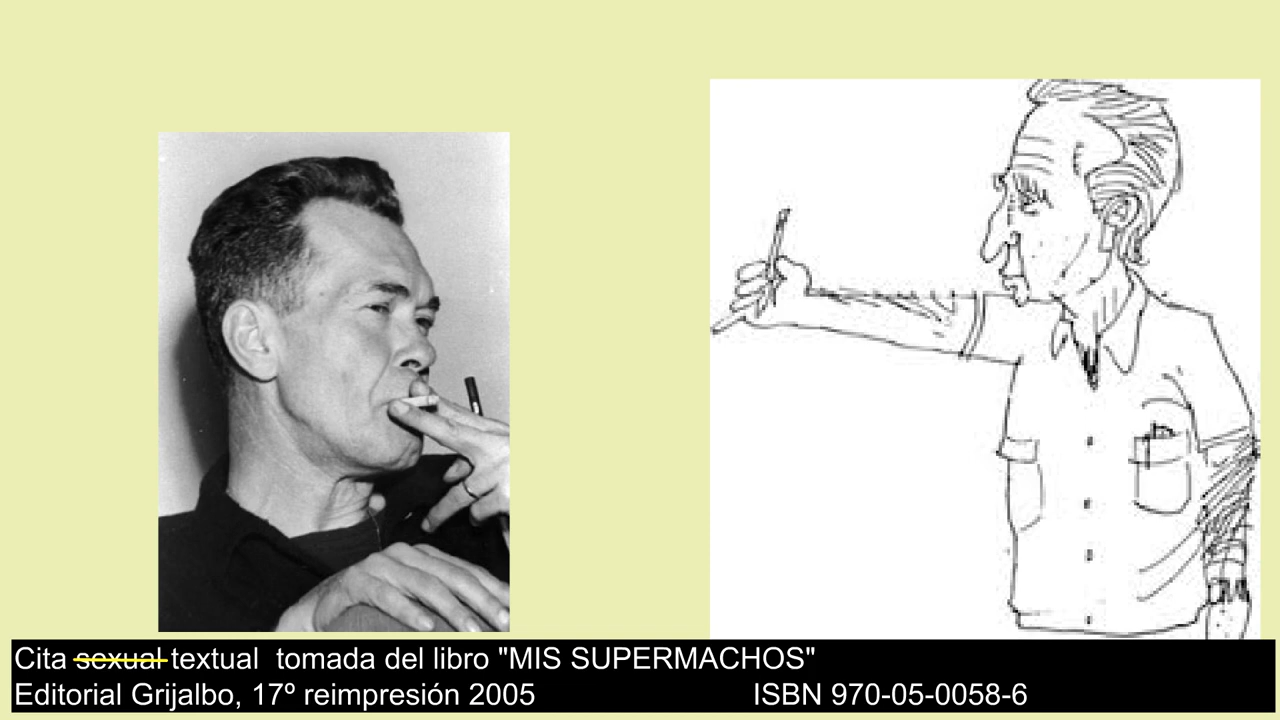 Cita sexual textual tomada del libro "MIS SUPERMACHOS"
Editorial Grijalbo, 17º reimpresión 2005 ISBN 970-05-0058-6